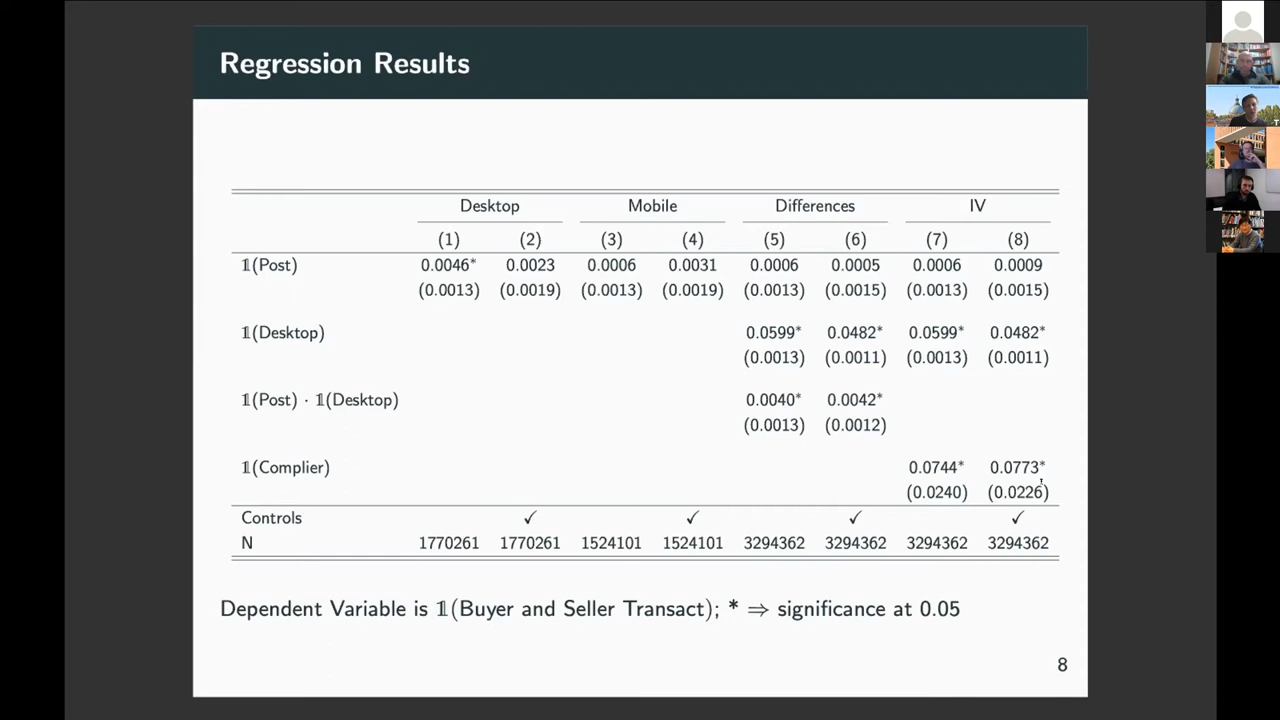 Regression Results
Desktop Mobile Differences IV
(1) (2) (3) (4) (5) (6) (7) (8)
𝟙(Post) 0.0046* 0.0023 0.0006 0.0031 0.0006 0.0005 0.0006 0.0009
(0.0013) (0.0019) (0.0013) (0.0019) (0.0013) (0.0015) (0.0013) (0.0015)
𝟙(Desktop) 0.0599* 0.0482* 0.0599* 0.0482*
(0.0013) (0.0011) (0.0013) (0.0011)
𝟙(Post) · 𝟙(Desktop) 0.0040* 0.0042*
(0.0013) (0.0012)
𝟙(Complier) 0.0744* 0.0773*
(0.0240) (0.0226)
Controls ✓ ✓ ✓ ✓
N 1770261 1770261 1524101 1524101 3294362 3294362 3294362 3294362
Dependent Variable is 𝟙(Buyer and Seller Transact); * ⇒ significance at 0.05
8